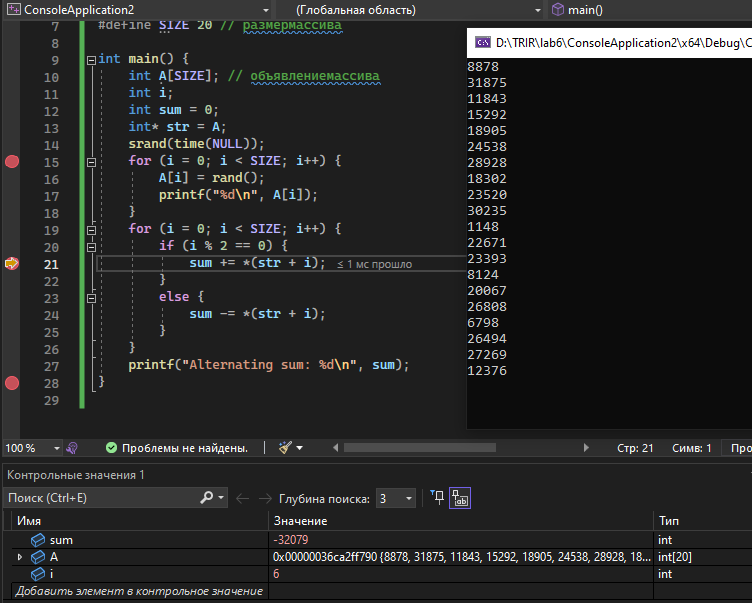 ConsoleApplication2 (Глобальная область) main()
7 #define SIZE 20 // размермассива
8
9 int main() {
10 int A[SIZE]; // объявлениемассива
11 int i;
12 int sum = 0;
13 int* str = A;
14 srand(time(NULL));
15 for (i = 0; i < SIZE; i++) {
16 A[i] = rand();
17 printf("%d\n", A[i]);
18 }
19 for (i = 0; i < SIZE; i++) {
20 if (i % 2 == 0) {
21 sum += *(str + i); ≤ 1 мс прошло
22 }
23 else {
24 sum -= *(str + i);
25 }
26 }
27 printf("Alternating sum: %d\n", sum);
28 }
29
D:\TRIR\lab6\ConsoleApplication2\x64\Debug\C
8878
31875
11843
15292
18905
24538
28928
18302
23520
30235
1148
22671
23393
8124
20067
26808
6798
26494
27269
12376
100 % Проблемы не найдены. Стр: 21 Симв: 1 Про
Контрольные значения 1
Поиск (Ctrl+E) Глубина поиска: 3
Имя Значение Тип
sum -32079 int
A 0x00000036ca2ff790 {8878, 31875, 11843, 15292, 18905, 24538, 28928, 18... int[20]
i 6 int
Добавить элемент в контрольное значение